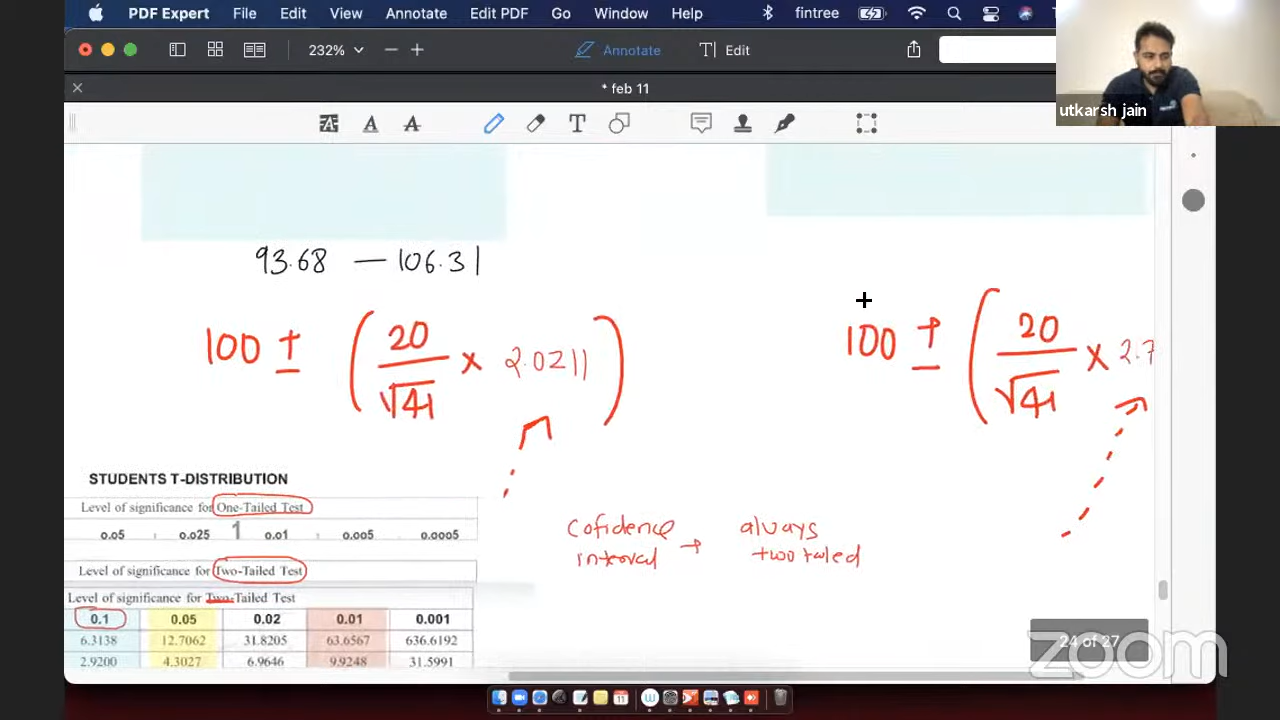 PDF Expert File Edit View Annotate Edit PDF Go Window Help fintree
232% Annotate T Edit
* feb 11
utkarsh jain
93.68 — 106.31
100 ± ( 20 / √41 × 2.0211 )
100 ± ( 20 / √41 × 2.7
STUDENTS T-DISTRIBUTION
Level of significance for One-Tailed Test
0.05 0.025 1 0.01 0.005 0.0005
Level of significance for Two-Tailed Test
Level of significance for Two-Tailed Test
0.1 0.05 0.02 0.01 0.001
6.3138 12.7062 31.8205 63.6567 636.6192
2.9200 4.3027 6.9646 9.9248 31.5991
Cofidence always
interval → two taled
24 of 27
zoom